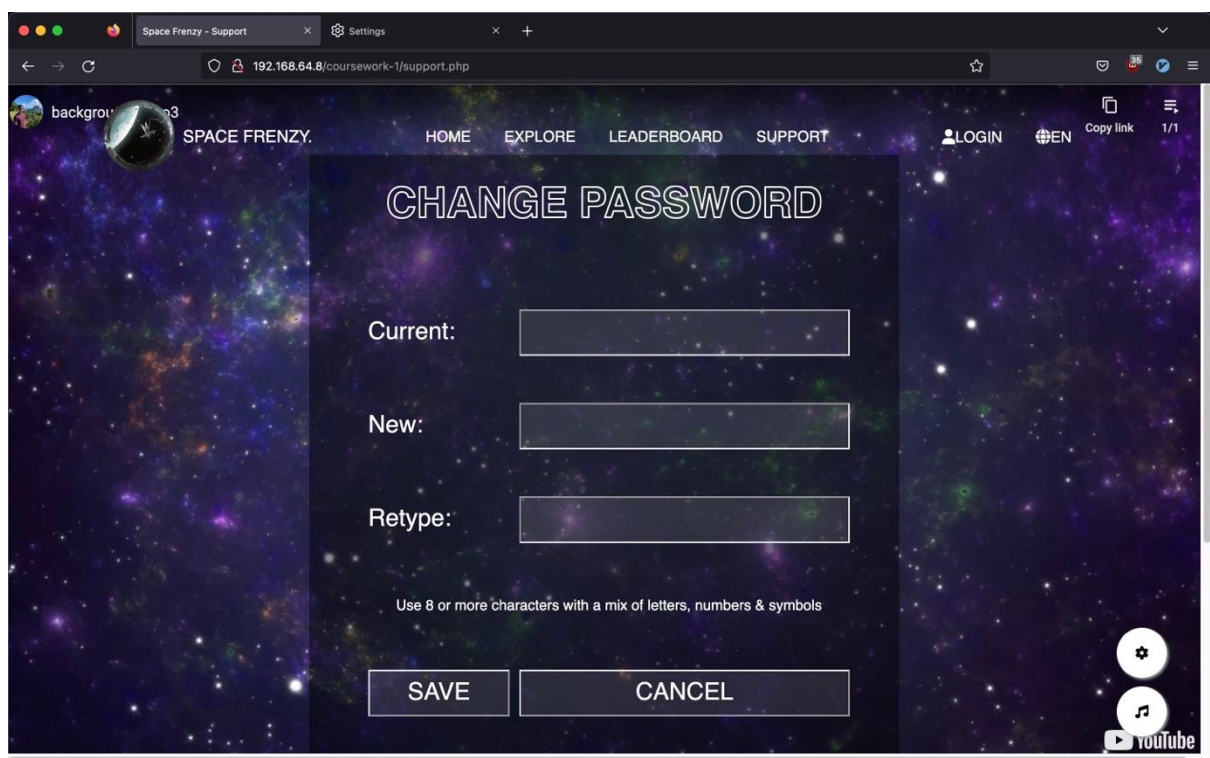 Space Frenzy - Support
Settings
192.168.64.8/coursework-1/support.php
36
Copy link
1/1
SPACE FRENZY.
HOME
EXPLORE
LEADERBOARD
SUPPORT
LOGIN
EN
CHANGE PASSWORD
Current:
New:
Retype:
Use 8 or more characters with a mix of letters, numbers & symbols
SAVE
CANCEL
YouTube